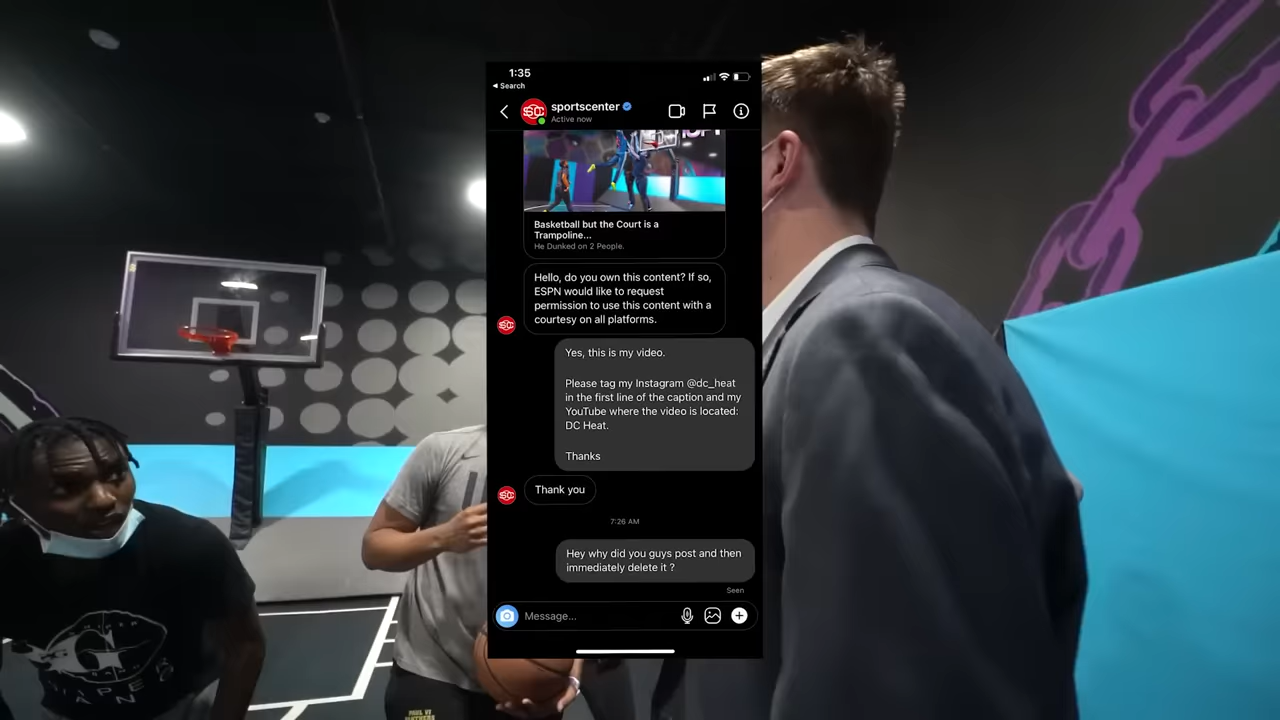 1:35
Search
sportscenter
Active now
Basketball but the Court is a
Trampoline...
He Dunked on 2 People.
Hello, do you own this content? If so,
ESPN would like to request
permission to use this content with a
courtesy on all platforms.
Yes, this is my video.
Please tag my Instagram @dc_heat
in the first line of the caption and my
YouTube where the video is located:
DC Heat.
Thanks
Thank you
7:26 AM
Hey why did you guys post and then
immediately delete it ?
Seen
Message...